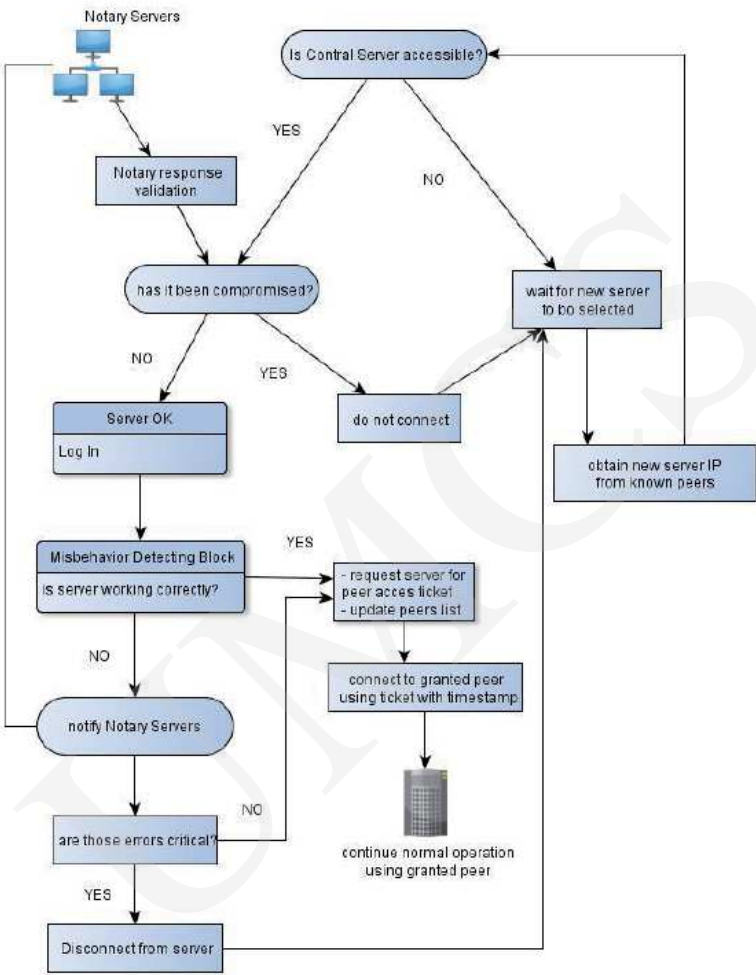 Notary Servers
Is Contral Server accessible?
YES
NO
Notary response
validation
has it been compromised?
wait for new server
to bo selected
NO
YES
Server OK
Log In
do not connect
obtain new server IP
from known peers
Misbehavior Detecting Block
is server working correctly?
YES
- request server for
peer acces ticket
- update peers list
NO
connect to granted peer
using ticket with timestamp
notify Notary Servers
NO
are those errors critical?
continue normal operation
using granted peer
YES
Disconnect from server
UMCS